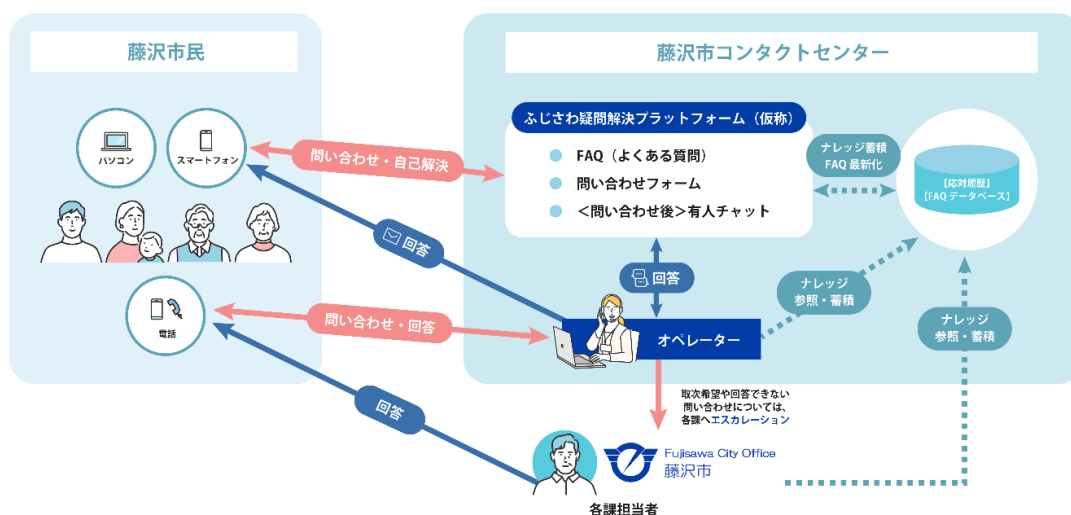 藤沢市民
パソコン
スマートフォン
電話
問い合わせ・自己解決
回答
問い合わせ・回答
回答
藤沢市コンタクトセンター
ふじさわ疑問解決プラットフォーム（仮称）
FAQ（よくある質問）
問い合わせフォーム
＜問い合わせ後＞有人チャット
回答
オペレーター
ナレッジ蓄積
FAQ 最新化
【応対履歴】
【FAQ データベース】
ナレッジ
参照・蓄積
ナレッジ
参照・蓄積
取次希望や回答できない
問い合わせについては、
各課へエスカレーション
Fujisawa City Office
藤沢市
各課担当者